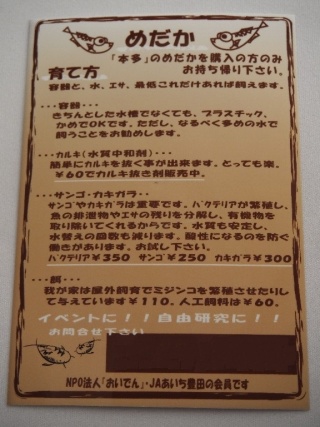 めだか
「本多」のめだかを購入の方のみ
お持ち帰り下さい。
育て方
容器と、水、エサ、最低これだけあれば飼えます。
・・・容器・・・
きちんとした水槽でなくても、プラスチック、
かめでOKです。ただし、なるべく多めの水で
飼うことをお勧めします。
・・・カルキ(水質中和剤)・・・
簡単にカルキを抜く事が出来ます。とっても楽。
￥60でカルキ抜き剤販売中。
・・・サンゴ・カキガラ・・
サンゴやカキガラは重要です。バクテリアが繁殖し、
魚の排泄物やエサの残りを分解し、有機物を
取り除いてくれるからです。水質も安定し、
水替えの回数も減ります。酸性になるのを防ぐ
働きがあります。お試し下さい。
バクテリア￥350 サンゴ￥250 カキガラ￥300
・・・餌・・・
我が家は屋外飼育でミジンコを繁殖させたりし
て与えています￥110。人工飼料は￥60。
イベントに！！自由研究に！！
お問合せ下さい
NPO法人「おいでん」・JAあいち豊田の会員です